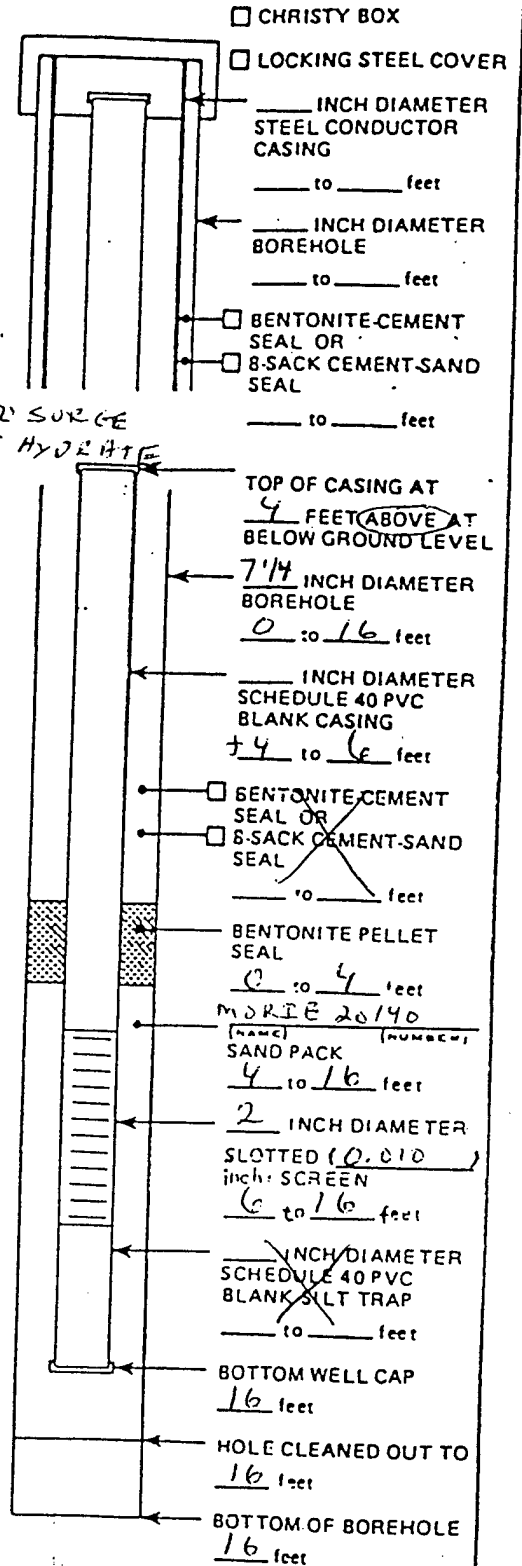 ☐ CHRISTY BOX
☐ LOCKING STEEL COVER
____ INCH DIAMETER
STEEL CONDUCTOR
CASING
____ to ____ feet
____ INCH DIAMETER
BOREHOLE
____ to ____ feet
☐ BENTONITE-CEMENT
SEAL OR
☐ 8-SACK CEMENT-SAND
SEAL
____ to ____ feet
SURGE
HYDRATE
TOP OF CASING AT
4 FEET ABOVE AT
BELOW GROUND LEVEL
7 1/4 INCH DIAMETER
BOREHOLE
0 to 16 feet
____ INCH DIAMETER
SCHEDULE 40 PVC
BLANK CASING
+4 to 6 feet
☐ BENTONITE-CEMENT
SEAL OR
☐ 8-SACK CEMENT-SAND
SEAL
____ to ____ feet
BENTONITE PELLET
SEAL
0 to 4 feet
MORIE 20/40
(NAME) (NUMBER)
SAND PACK
4 to 16 feet
2 INCH DIAMETER
SLOTTED (0.010)
inch: SCREEN
6 to 16 feet
____ INCH DIAMETER
SCHEDULE 40 PVC
BLANK SILT TRAP
____ to ____ feet
BOTTOM WELL CAP
16 feet
HOLE CLEANED OUT TO
16 feet
BOTTOM OF BOREHOLE
16 feet